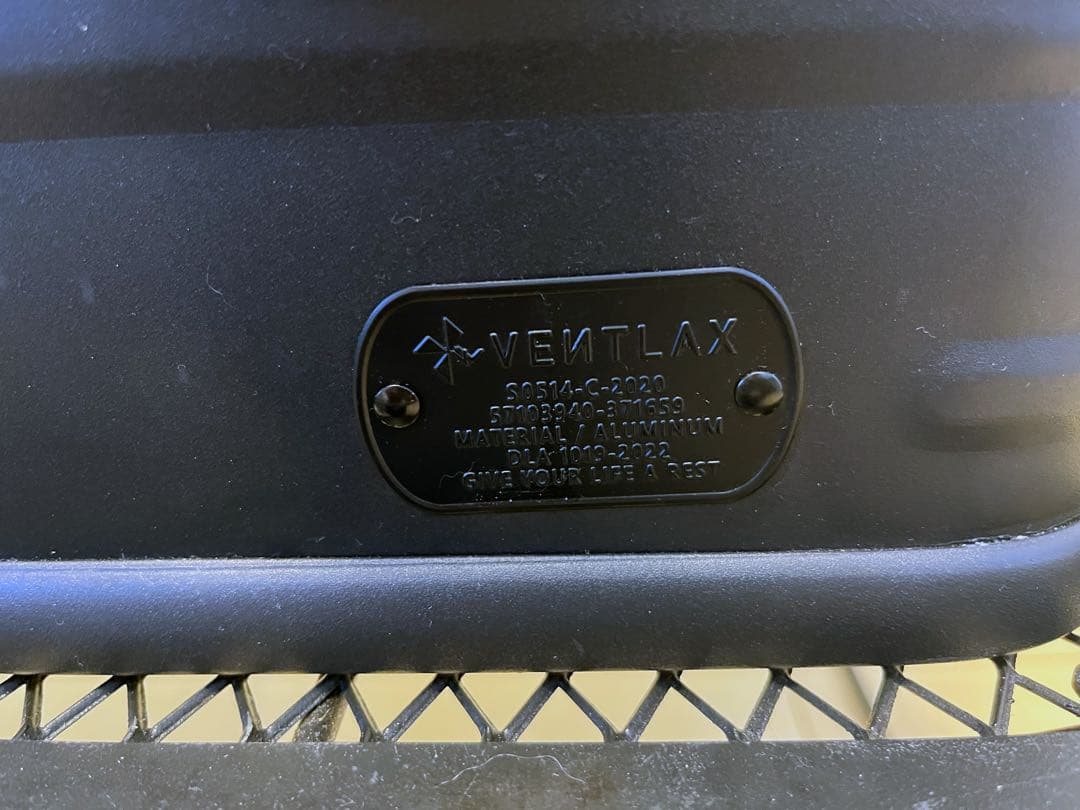 VENTLAX
S0514-C-2020
57103940-371659
MATERIAL / ALUMINUM
DLA 1019-2022
GIVE YOUR LIFE A REST